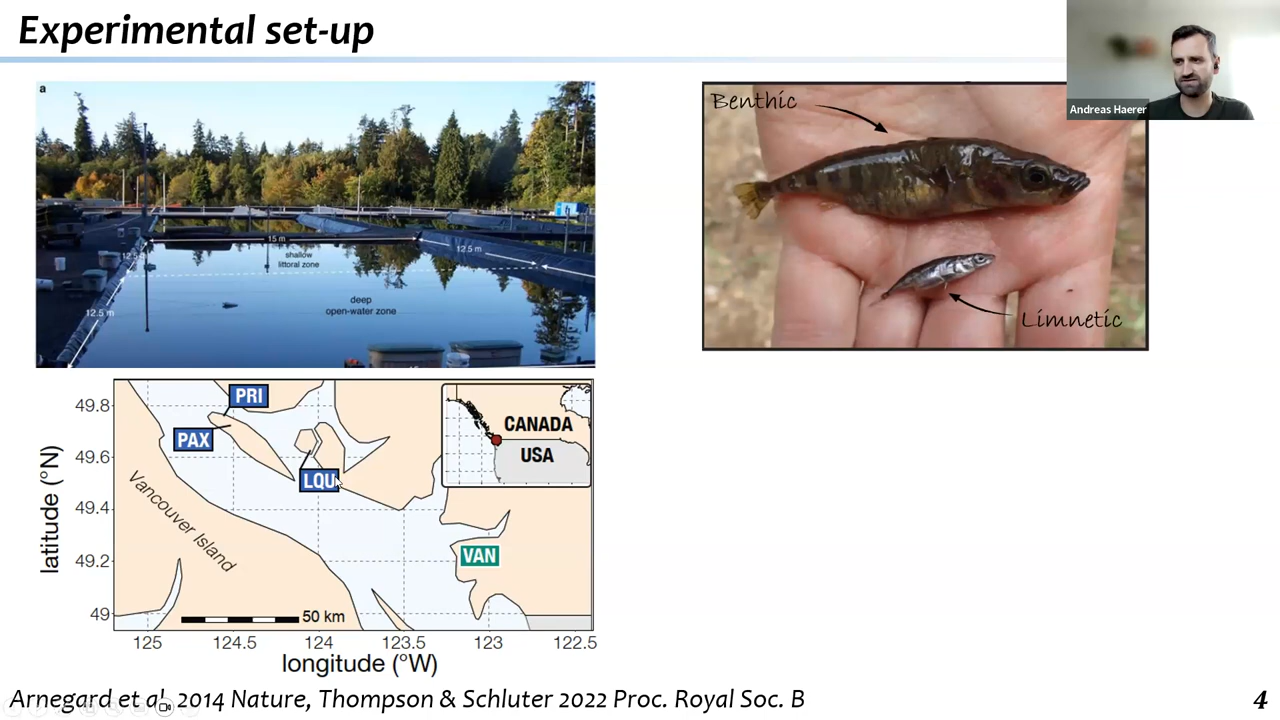 Experimental set-up
a
15 m
12.5 m
shallow
littoral zone
deep
open-water zone
12.5 m
Benthic
Limnetic
Andreas Haerer
PRI
PAX
LQU
VAN
Vancouver Island
CANADA
USA
50 km
latitude (°N)
49.8
49.6
49.4
49.2
49
125
124.5
124
123.5
123
122.5
longitude (°W)
Arnegard et al. 2014 Nature, Thompson & Schluter 2022 Proc. Royal Soc. B
4